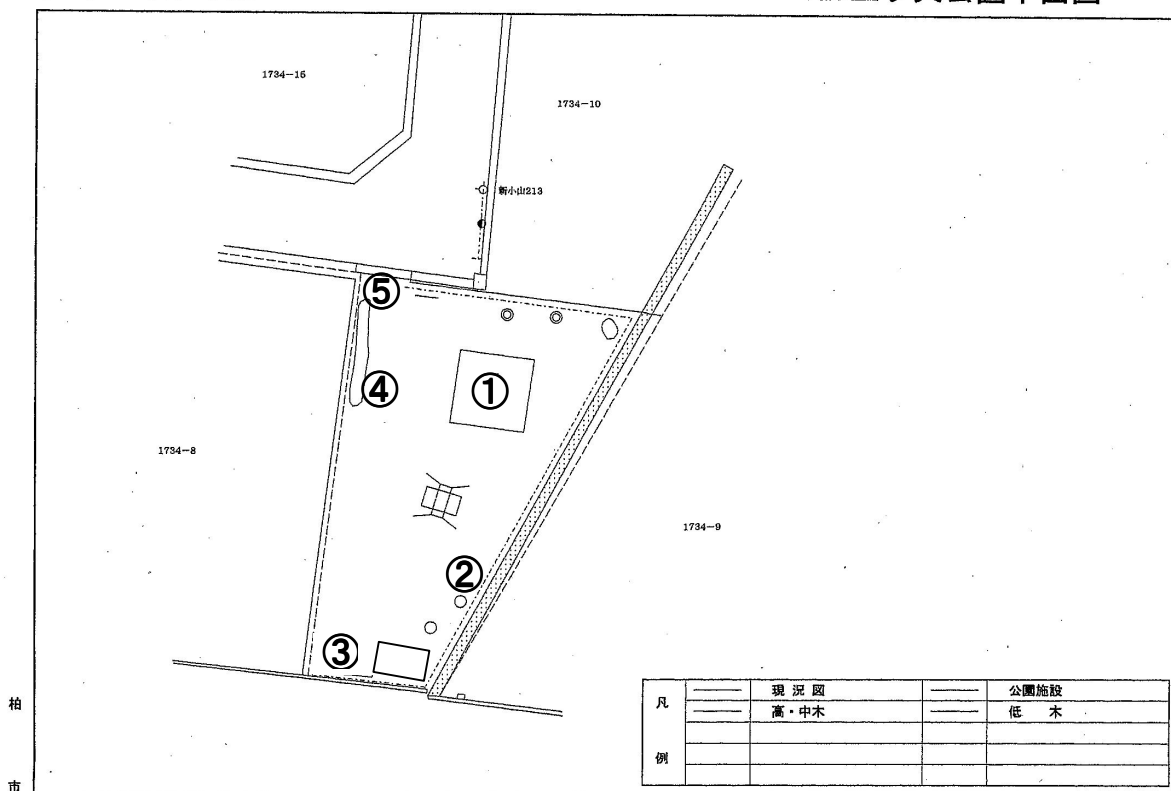 1734-16
1734-10
新小山213
⑤
④
①
1734-8
1734-9
②
③
凡例
現況図
公園施設
高・中木
低木
柏市